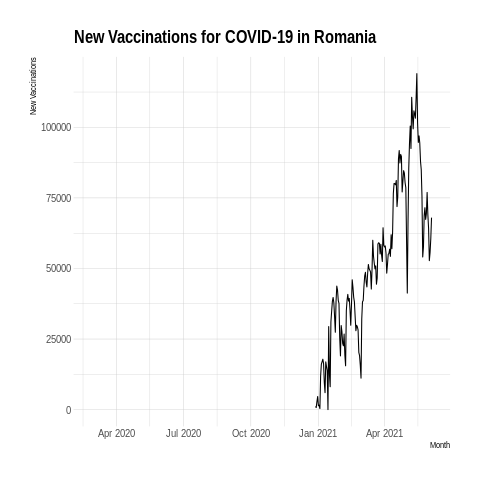 New Vaccinations for COVID-19 in Romania
New Vaccinations
100000
75000
50000
25000
0
Apr 2020 Jul 2020 Oct 2020 Jan 2021 Apr 2021
Month